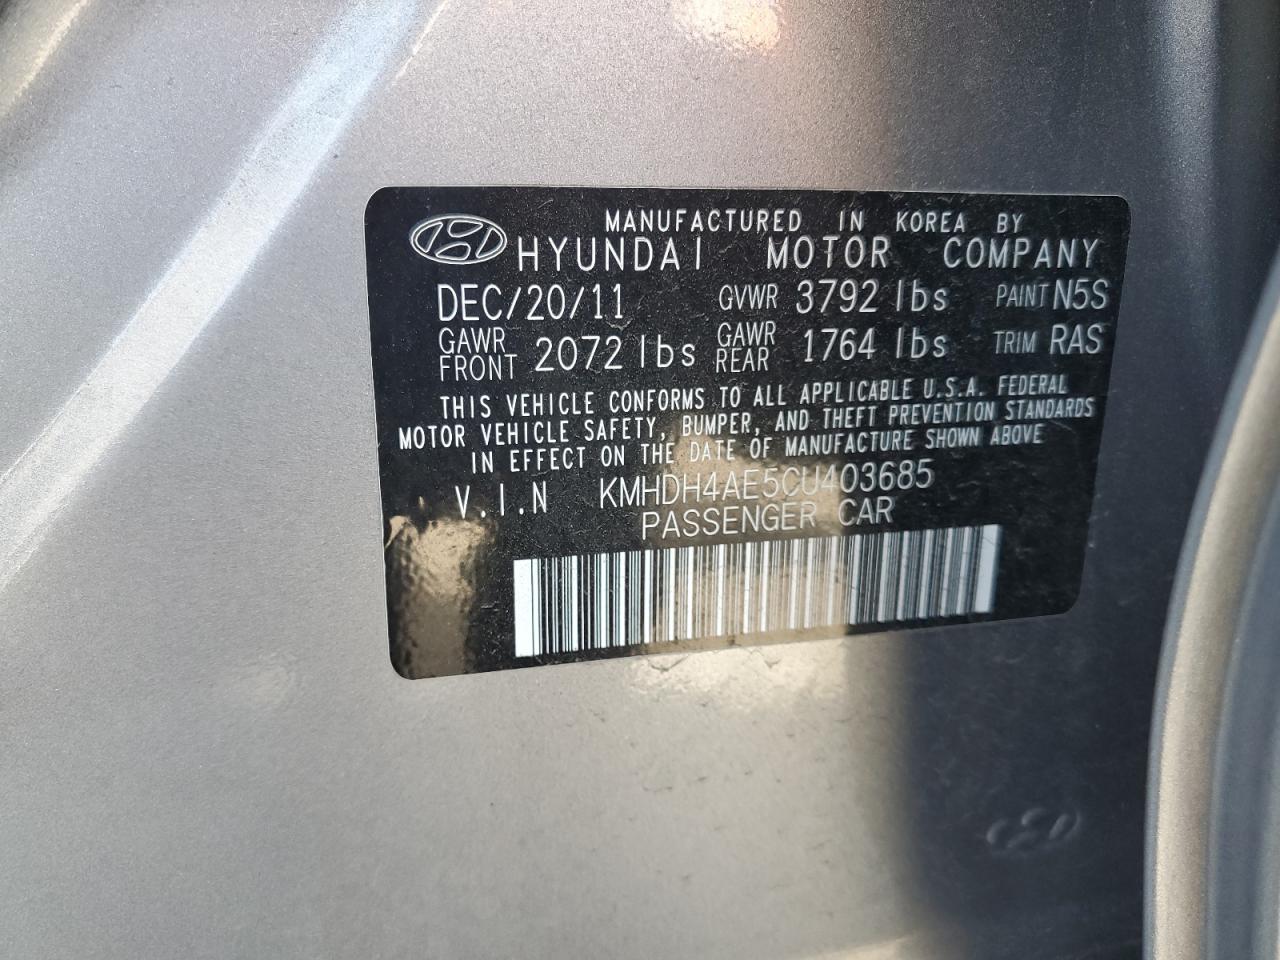 MANUFACTURED IN KOREA BY
HYUNDAI MOTOR COMPANY
DEC/20/11 GVWR 3792 lbs PAINT N5S
GAWR FRONT 2072 lbs GAWR REAR 1764 lbs TRIM RAS
THIS VEHICLE CONFORMS TO ALL APPLICABLE U.S.A. FEDERAL
MOTOR VEHICLE SAFETY, BUMPER, AND THEFT PREVENTION STANDARDS
IN EFFECT ON THE DATE OF MANUFACTURE SHOWN ABOVE
V.I.N KMHDH4AE5CU403685
PASSENGER CAR